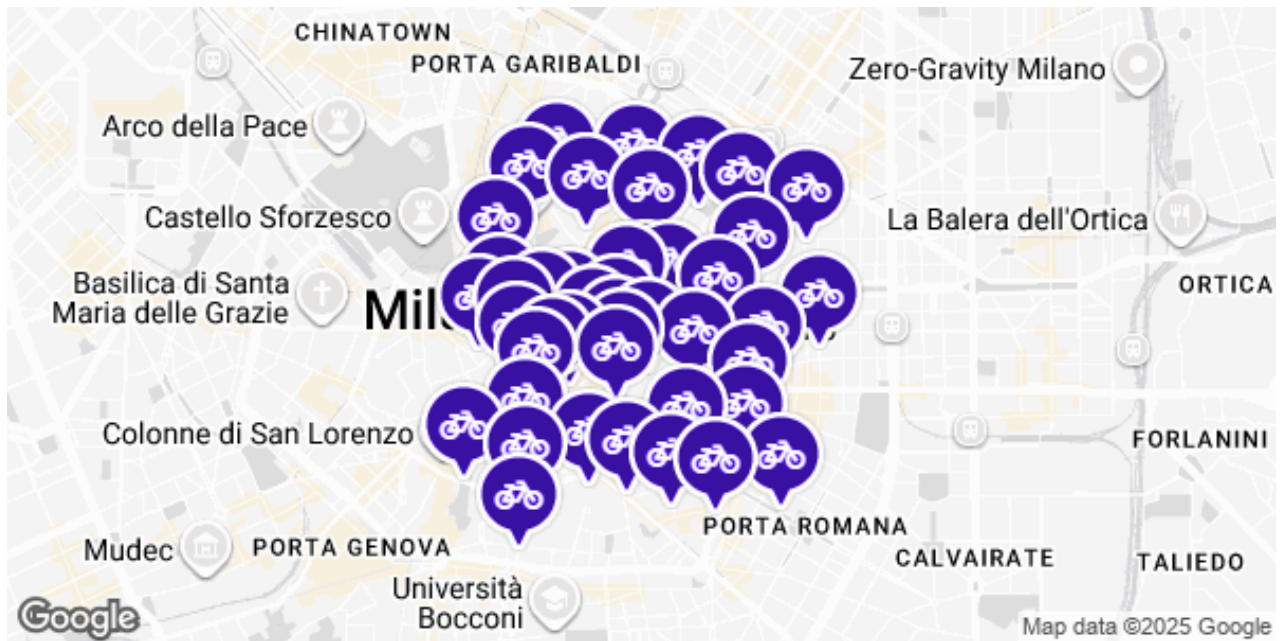 CHINATOWN
PORTA GARIBALDI
Zero-Gravity Milano
Arco della Pace
Castello Sforzesco
La Balera dell'Ortica
Basilica di Santa
Maria delle Grazie
ORTICA
Colonne di San Lorenzo
FORLANINI
PORTA ROMANA
Mudec
PORTA GENOVA
CALVAIRATE
TALIEDO
Università
Bocconi
Google
Map data ©2025 Google